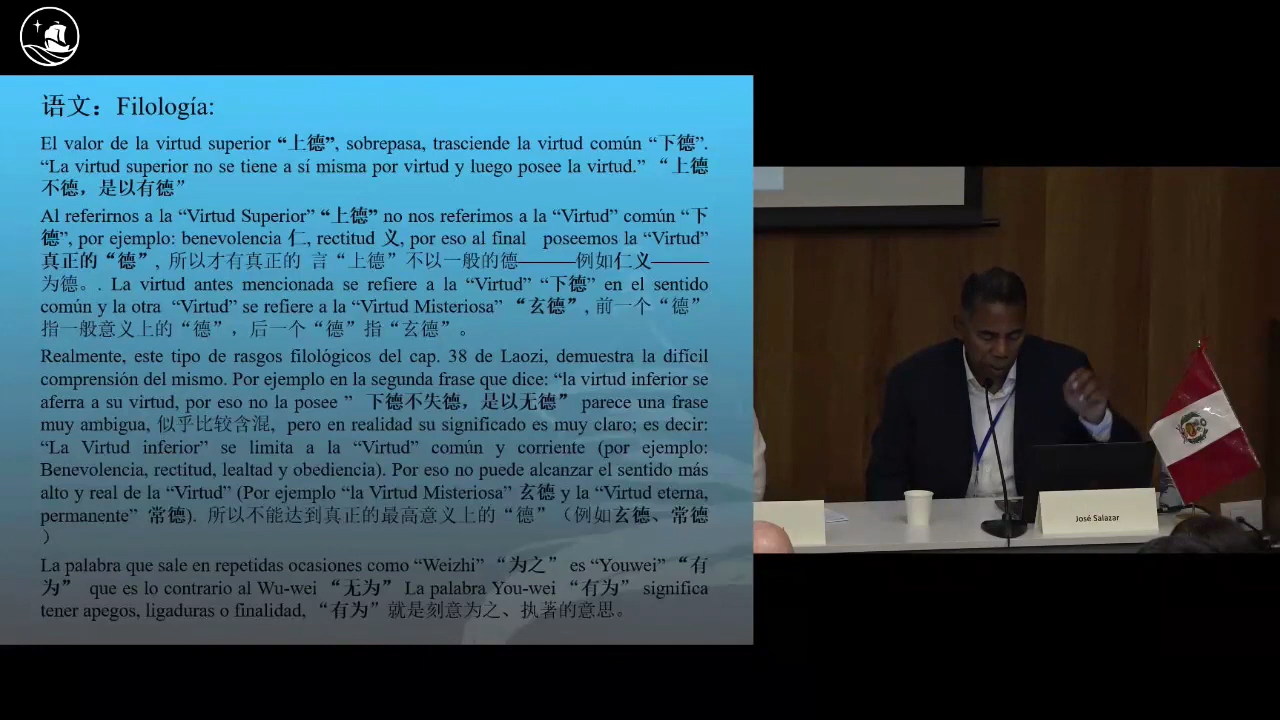 语文：Filología:
El valor de la virtud superior “上德”, sobrepasa, trasciende la virtud común “下德”.
“La virtud superior no se tiene a sí misma por virtud y luego posee la virtud.” “上德
不德，是以有德”
Al referirnos a la “Virtud Superior” “上德” no nos referimos a la “Virtud” común “下
德”, por ejemplo: benevolencia 仁, rectitud 义, por eso al final poseemos la “Virtud”
真正的“德”, 所以才有真正的 言“上德”不以一般的德———例如仁义———
为德。. La virtud antes mencionada se refiere a la “Virtud” “下德” en el sentido
común y la otra “Virtud” se refiere a la “Virtud Misteriosa” “玄德”, 前一个“德”
指一般意义上的“德”，后一个“德”指“玄德”。
Realmente, este tipo de rasgos filológicos del cap. 38 de Laozi, demuestra la difícil
comprensión del mismo. Por ejemplo en la segunda frase que dice: “la virtud inferior se
aferra a su virtud, por eso no la posee ” 下德不失德，是以无德” parece una frase
muy ambigua, 似乎比较含混, pero en realidad su significado es muy claro; es decir:
“La Virtud inferior” se limita a la “Virtud” común y corriente (por ejemplo:
Benevolencia, rectitud, lealtad y obediencia). Por eso no puede alcanzar el sentido más
alto y real de la “Virtud” (Por ejemplo “la Virtud Misteriosa” 玄德 y la “Virtud eterna,
permanente” 常德). 所以不能达到真正的最高意义上的“德”（例如玄德、常德
）
La palabra que sale en repetidas ocasiones como “Weizhi” “为之” es “Youwei” “有
为” que es lo contrario al Wu-wei “无为” La palabra You-wei “有为” significa
tener apegos, ligaduras o finalidad, “有为”就是刻意为之、执著的意思。
José Salazar